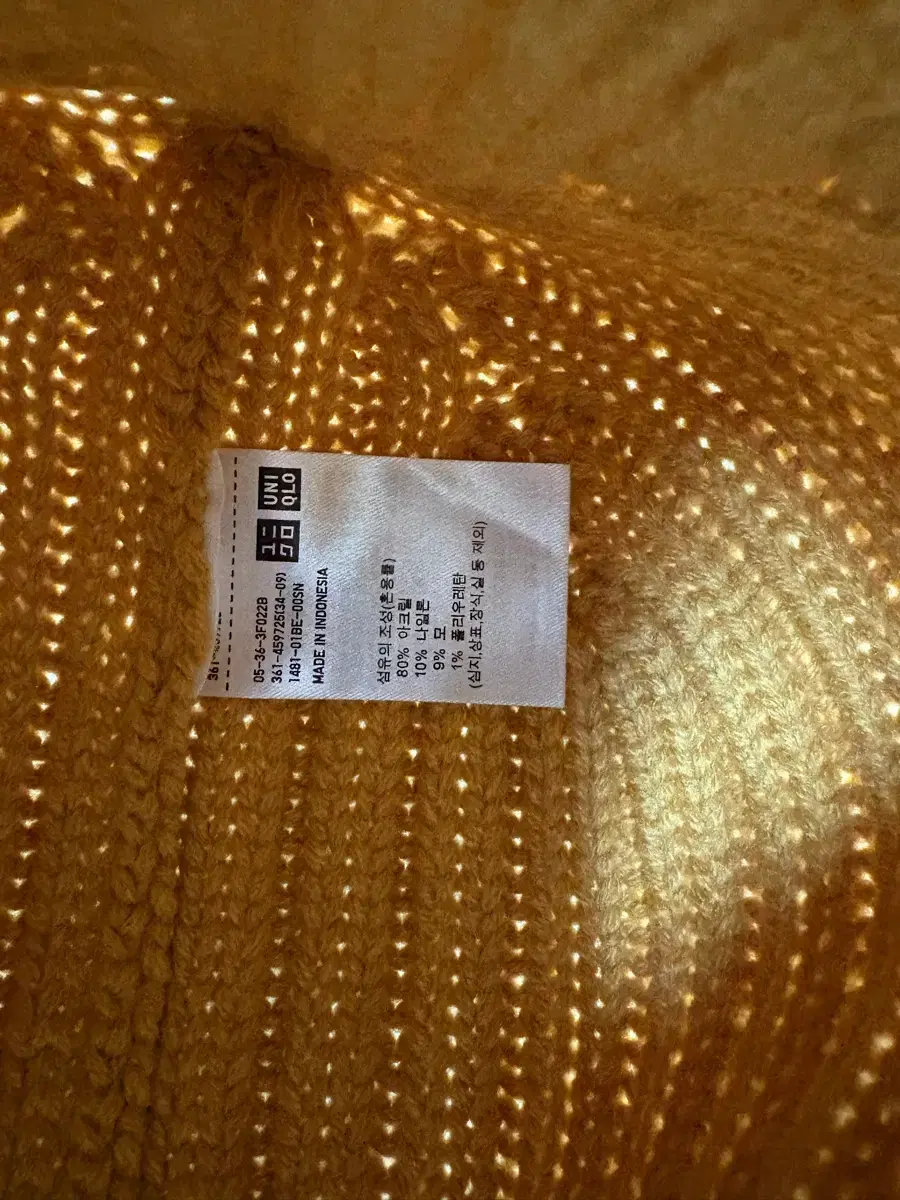 UNI
QLO
ユニ
クロ
05-36-3F022B
361-459725(34-09)
1481-01BE-00SN
MADE IN INDONESIA
섬유의 조성(혼용률)
80% 아크릴
10% 나일론
9% 모
1% 폴리우레탄
(심지,상표,장식,실 등 제외)